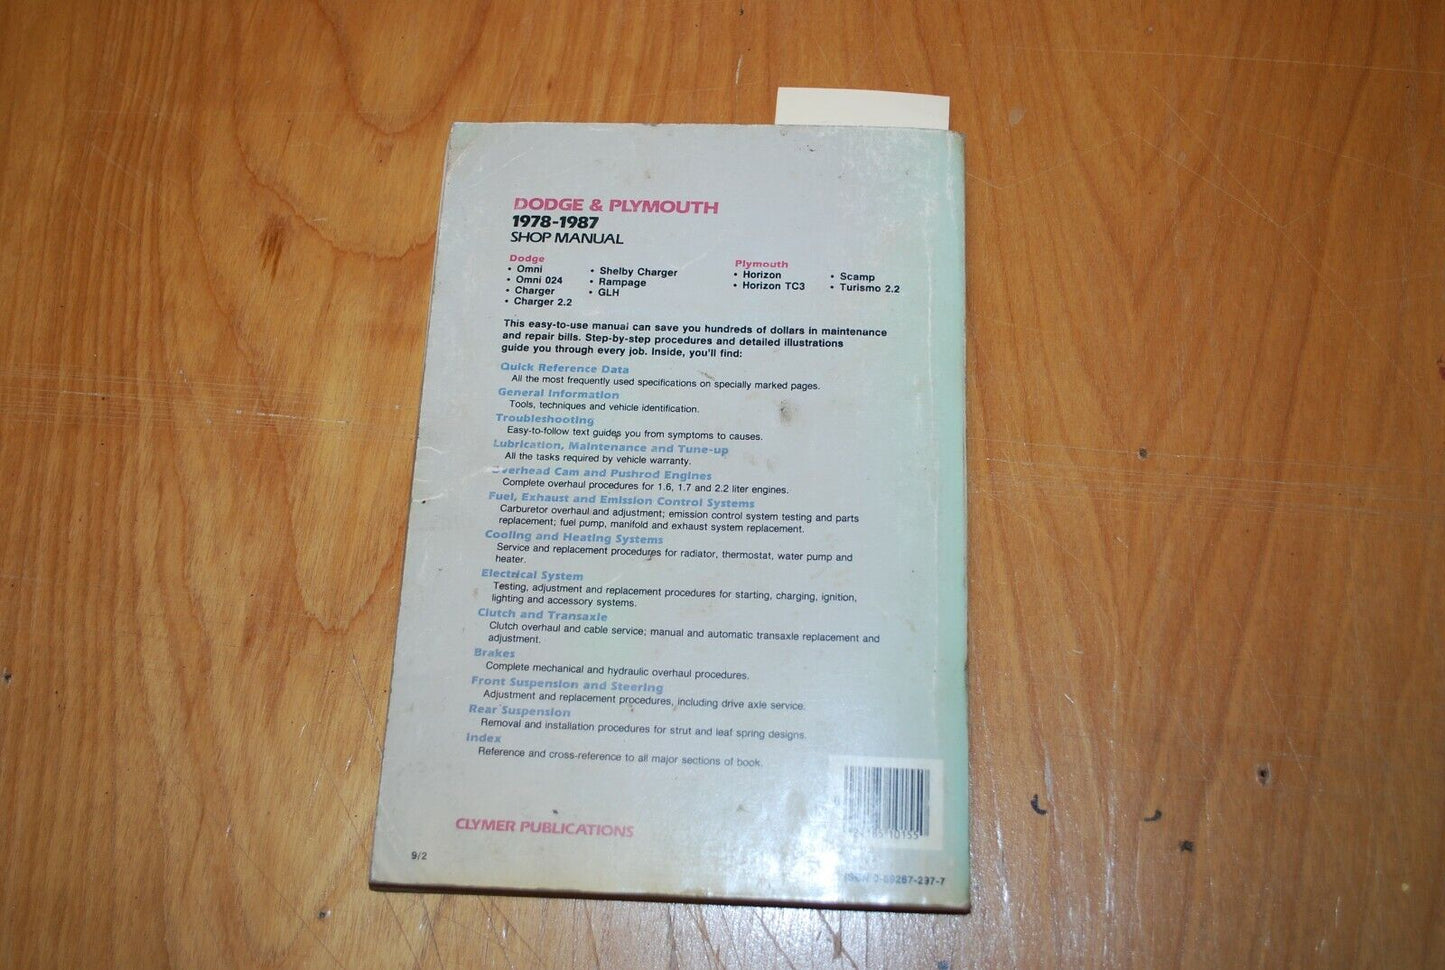 DODGE & PLYMOUTH
1978-1987
SHOP MANUAL
Dodge
• Omni
• Omni 024
• Charger
• Charger 2.2
• Shelby Charger
• Rampage
• GLH
Plymouth
• Horizon
• Horizon TC3
• Scamp
• Turismo 2.2
This easy-to-use manual can save you hundreds of dollars in maintenance
and repair bills. Step-by-step procedures and detailed illustrations
guide you through every job. Inside, you'll find:
Quick Reference Data
All the most frequently used specifications on specially marked pages.
General Information
Tools, techniques and vehicle identification.
Troubleshooting
Easy-to-follow text guides you from symptoms to causes.
Lubrication, Maintenance and Tune-up
All the tasks required by vehicle warranty.
Overhead Cam and Pushrod Engines
Complete overhaul procedures for 1.6, 1.7 and 2.2 liter engines.
Fuel, Exhaust and Emission Control Systems
Carburetor overhaul and adjustment; emission control system testing and parts
replacement; fuel pump, manifold and exhaust system replacement.
Cooling and Heating Systems
Service and replacement procedures for radiator, thermostat, water pump and
heater.
Electrical System
Testing, adjustment and replacement procedures for starting, charging, ignition,
lighting and accessory systems.
Clutch and Transaxle
Clutch overhaul and cable service; manual and automatic transaxle replacement and
adjustment.
Brakes
Complete mechanical and hydraulic overhaul procedures.
Front Suspension and Steering
Adjustment and replacement procedures, including drive axle service.
Rear Suspension
Removal and installation procedures for strut and leaf spring designs.
Index
Reference and cross-reference to all major sections of book.
CLYMER PUBLICATIONS
9/2
10155
ISBN 0-89287-237-7